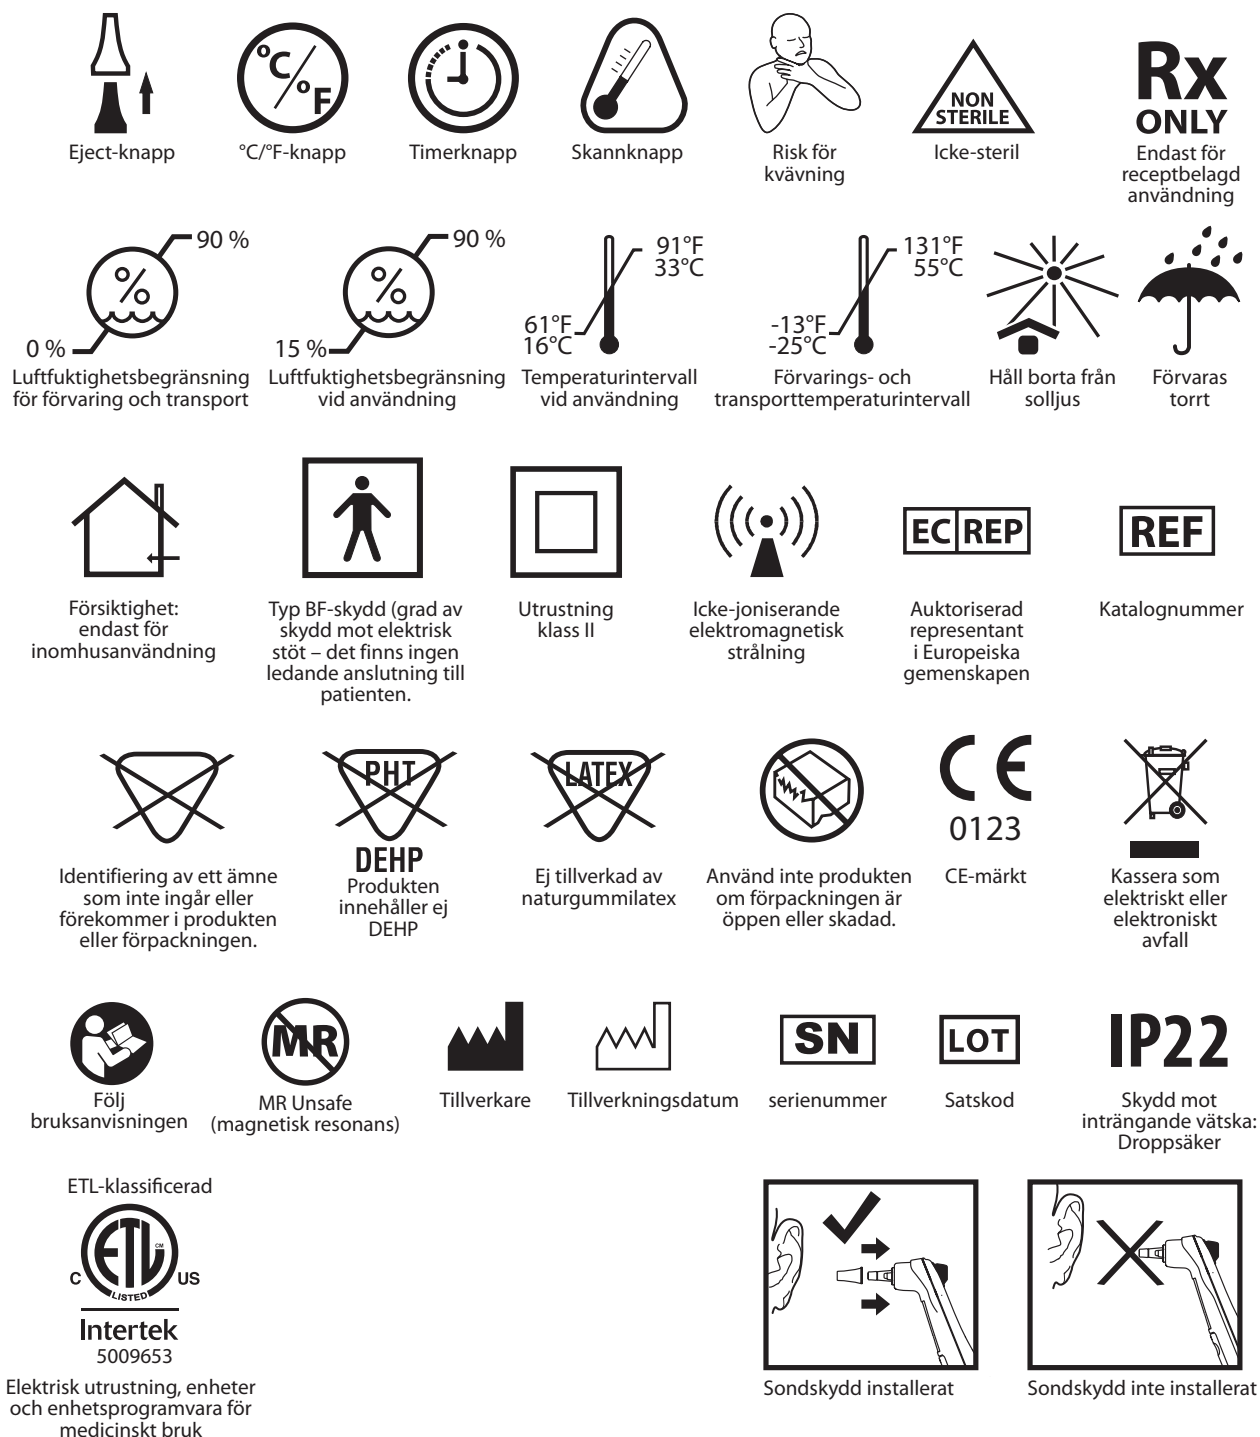 °C/°F
NON
STERILE
Rx
ONLY
Eject-knapp
°C/°F-knapp
Timerknapp
Skannknapp
Risk för
kvävning
Icke-steril
Endast för
receptbelagd
användning
90 %
0 %
Luftfuktighetsbegränsning
för förvaring och transport
90 %
15 %
Luftfuktighetsbegränsning
vid användning
91°F
33°C
61°F
16°C
Temperaturintervall
vid användning
131°F
55°C
-13°F
-25°C
Förvarings- och
transporttemperaturintervall
Håll borta från
solljus
Förvaras
torrt
Försiktighet:
endast för
inomhusanvändning
Typ BF-skydd (grad av
skydd mot elektrisk
stöt – det finns ingen
ledande anslutning till
patienten.
Utrustning
klass II
Icke-joniserande
elektromagnetisk
strålning
EC REP
Auktoriserad
representant
i Europeiska
gemenskapen
REF
Katalognummer
Identifiering av ett ämne
som inte ingår eller
förekommer i produkten
eller förpackningen.
PHT
DEHP
Produkten
innehåller ej
DEHP
LATEX
Ej tillverkad av
naturgummilatex
Använd inte produkten
om förpackningen är
öppen eller skadad.
CE
0123
CE-märkt
Kassera som
elektriskt eller
elektroniskt
avfall
Följ
bruksanvisningen
MR
MR Unsafe
(magnetisk resonans)
Tillverkare
Tillverkningsdatum
SN
serienummer
LOT
Satskod
IP22
Skydd mot
inträngande vätska:
Droppsäker
ETL-klassificerad
ETL CM
C US
LISTED
Intertek
5009653
Elektrisk utrustning, enheter
och enhetsprogramvara för
medicinskt bruk
Sondskydd installerat
Sondskydd inte installerat